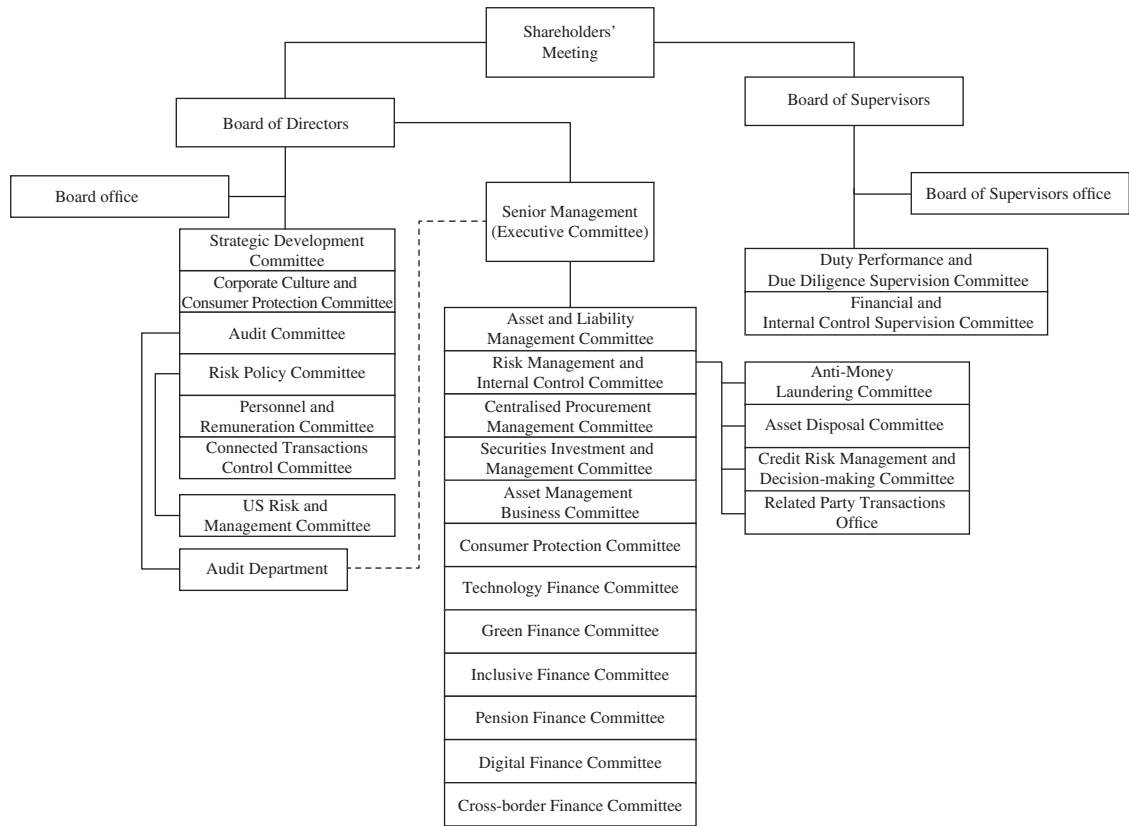 Shareholders'
Meeting
Board of Directors
Board of Supervisors
Board office
Board of Supervisors office
Senior Management
(Executive Committee)
Strategic Development
Committee
Corporate Culture and
Consumer Protection Committee
Audit Committee
Risk Policy Committee
Personnel and
Remuneration Committee
Connected Transactions
Control Committee
US Risk and
Management Committee
Audit Department
Asset and Liability
Management Committee
Risk Management and
Internal Control Committee
Centralised Procurement
Management Committee
Securities Investment and
Management Committee
Asset Management
Business Committee
Consumer Protection Committee
Technology Finance Committee
Green Finance Committee
Inclusive Finance Committee
Pension Finance Committee
Digital Finance Committee
Cross-border Finance Committee
Duty Performance and
Due Diligence Supervision Committee
Financial and
Internal Control Supervision Committee
Anti-Money
Laundering Committee
Asset Disposal Committee
Credit Risk Management and
Decision-making Committee
Related Party Transactions
Office